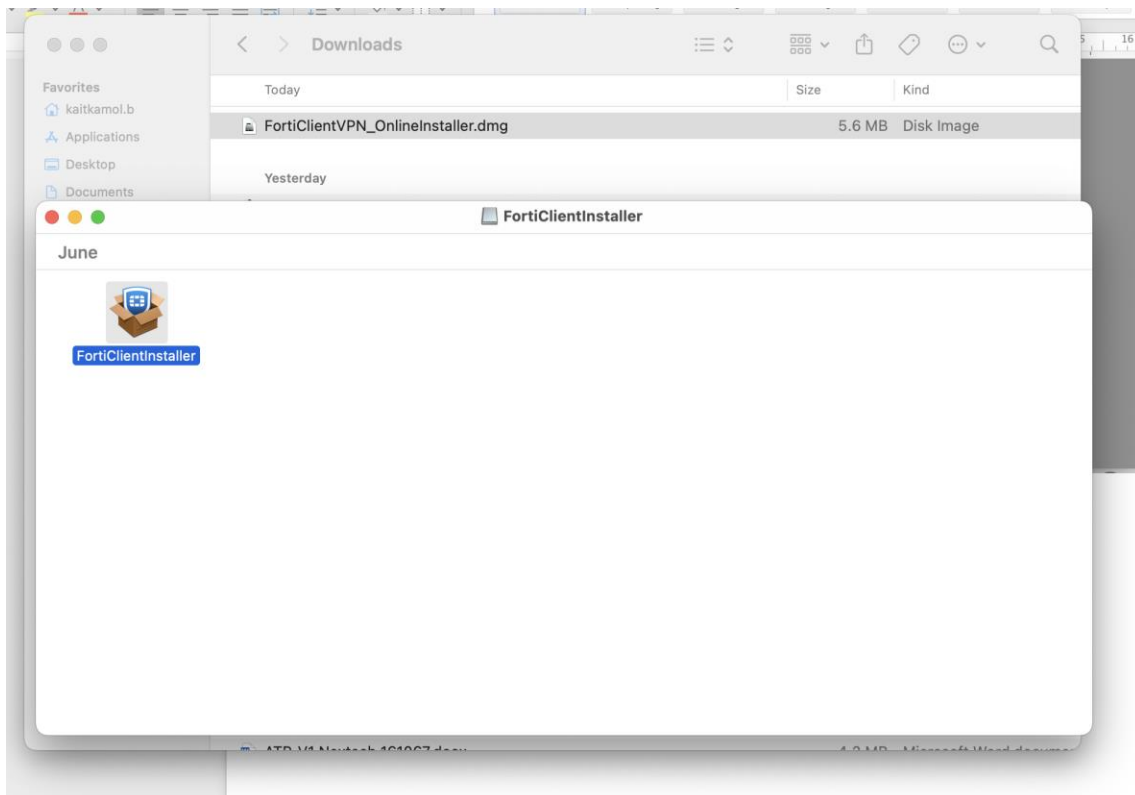 16
Downloads
Favorites
kaitkamol.b
Applications
Desktop
Documents
Today Size Kind
FortiClientVPN_OnlineInstaller.dmg 5.6 MB Disk Image
Yesterday
FortiClientInstaller
June
FortiClientInstaller